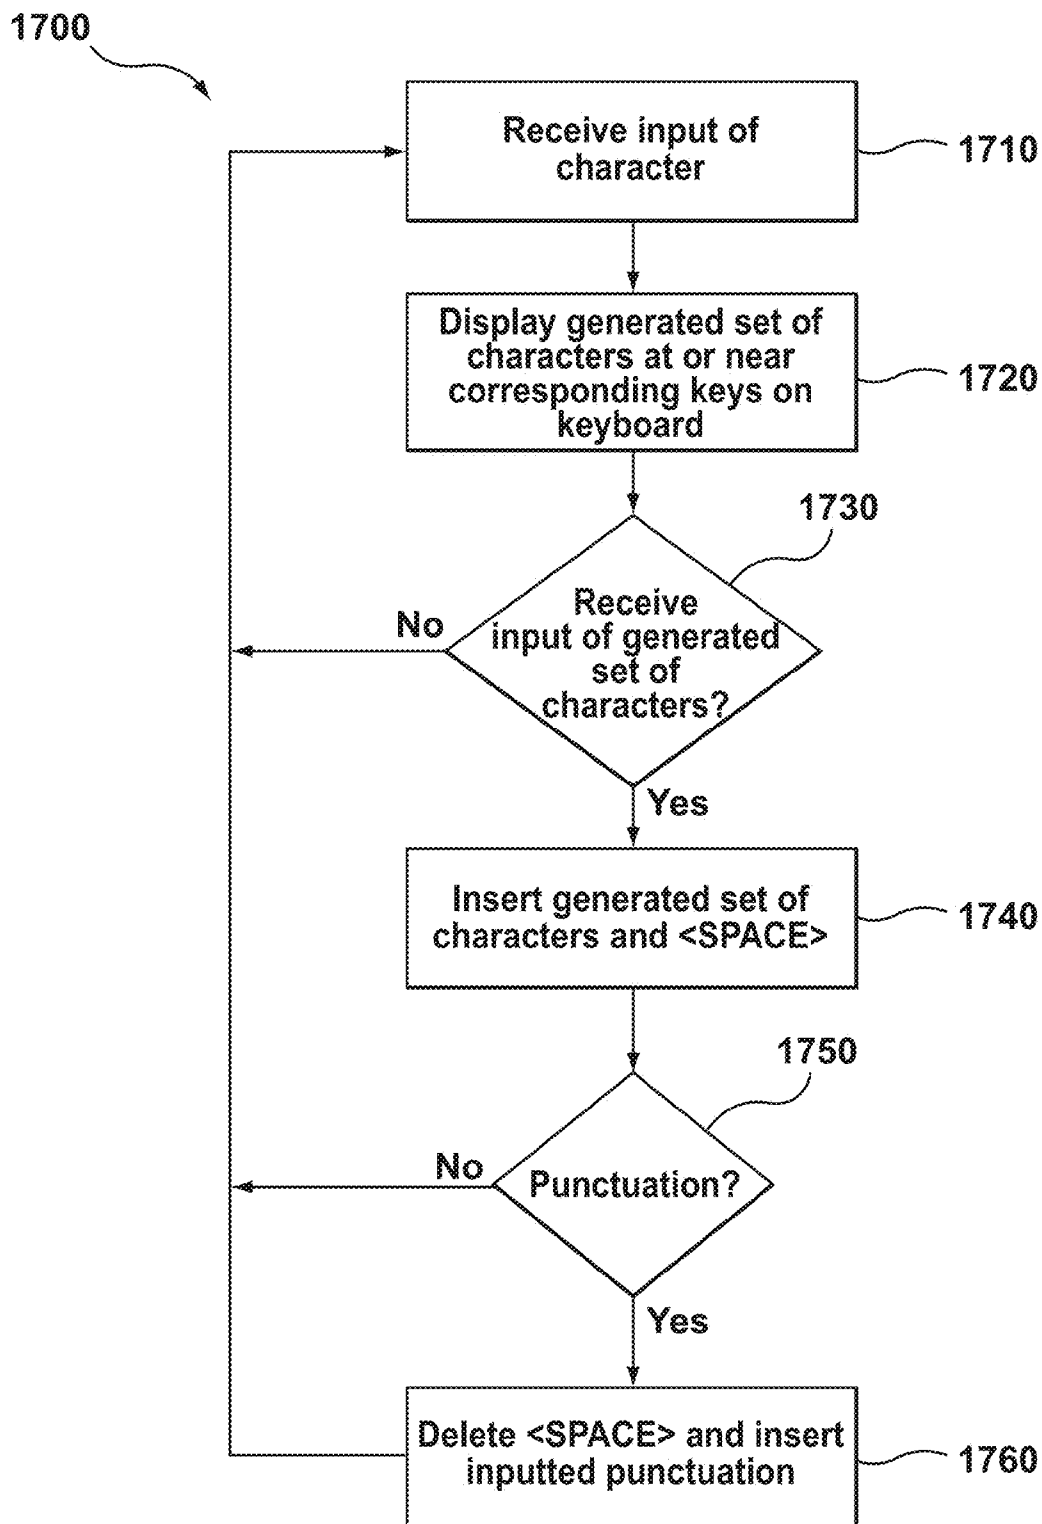 1700
Receive input of
character
1710
Display generated set of
characters at or near
corresponding keys on
keyboard
1720
1730
Receive
input of generated
set of
characters?
No
Yes
Insert generated set of
characters and <SPACE>
1740
1750
Punctuation?
No
Yes
Delete <SPACE> and insert
inputted punctuation
1760